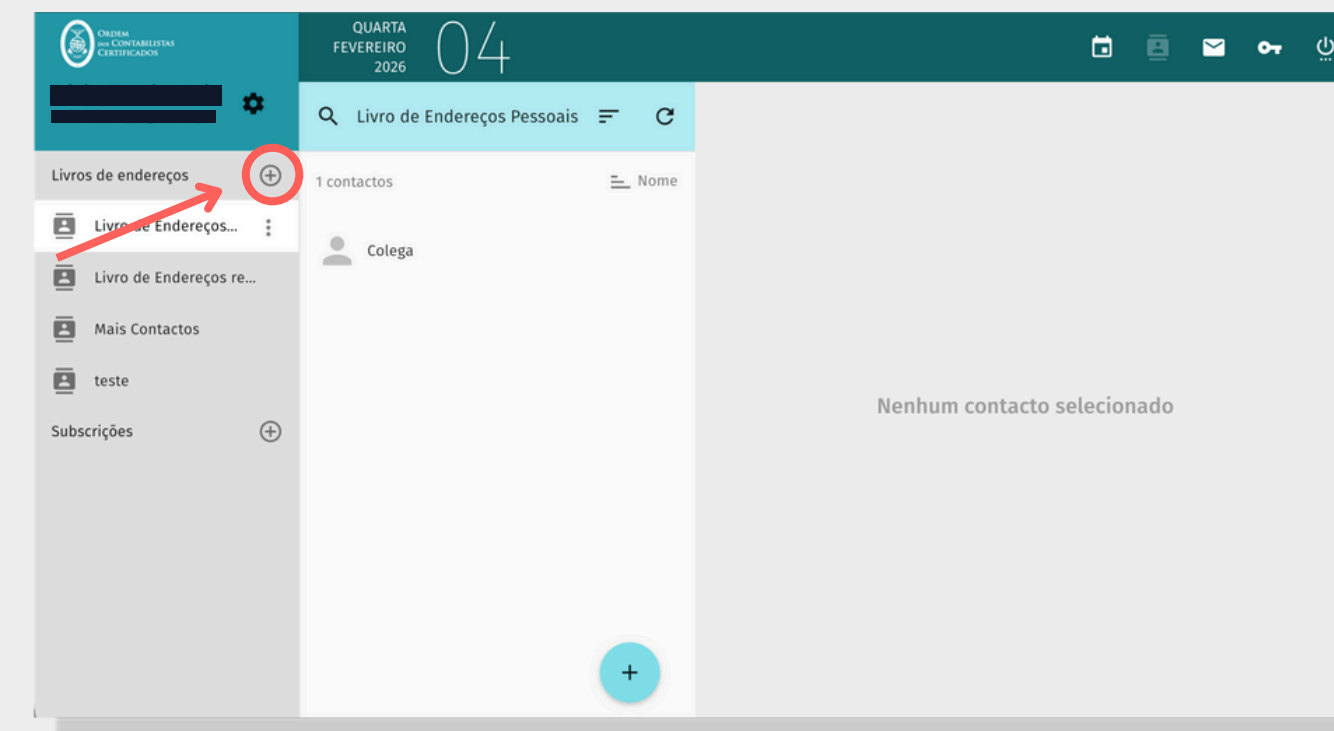 ORDEM
DOS CONTABILISTAS
CERTIFICADOS
QUARTA
FEVEREIRO
2026
04
Livro de Endereços Pessoais
Livros de endereços
1 contactos
Nome
Livro de Endereços...
Colega
Livro de Endereços re...
Mais Contactos
teste
Nenhum contacto selecionado
Subscrições